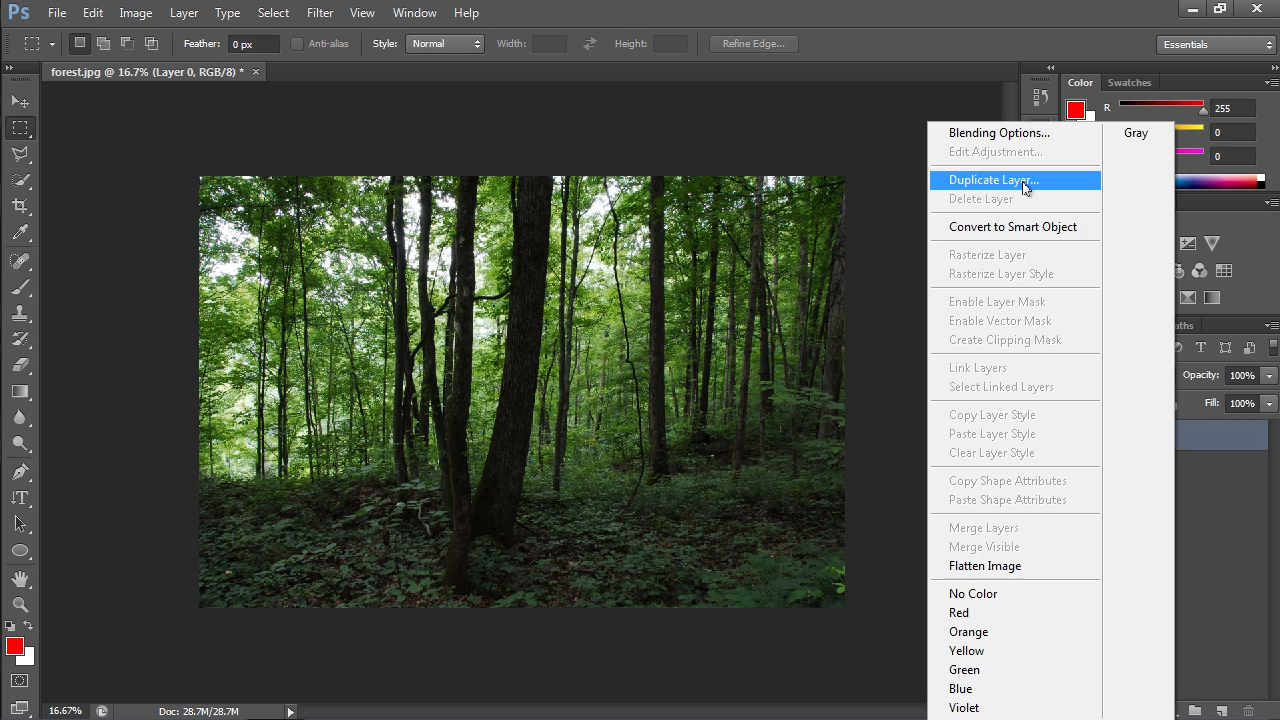 Ps File Edit Image Layer Type Select Filter View Window Help
Feather: 0 px Anti-alias Style: Normal Width: Height: Refine Edge... Essentials
forest.jpg @ 16.7% (Layer 0, RGB/8) * ×
Color Swatches
R 255
0
0
Blending Options...
Gray
Edit Adjustment...
Duplicate Layer...
Delete Layer
Convert to Smart Object
Rasterize Layer
Rasterize Layer Style
Enable Layer Mask
Enable Vector Mask
Create Clipping Mask
Link Layers
Select Linked Layers
Copy Layer Style
Paste Layer Style
Clear Layer Style
Copy Shape Attributes
Paste Shape Attributes
Merge Layers
Merge Visible
Flatten Image
No Color
Red
Orange
Yellow
Green
Blue
Violet
aths
Opacity: 100%
Fill: 100%
16.67% Doc: 28.7M/28.7M